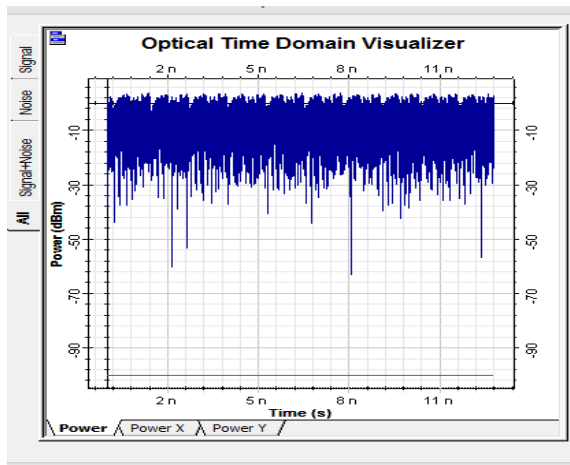 Optical Time Domain Visualizer
2 n 5 n 8 n 11 n
Signal
Noise
Signal+Noise
All
Power (dBm)
-10
-30
-50
-70
-90
-10
-30
-50
-70
-90
2 n 5 n 8 n 11 n
Time (s)
Power Power X Power Y